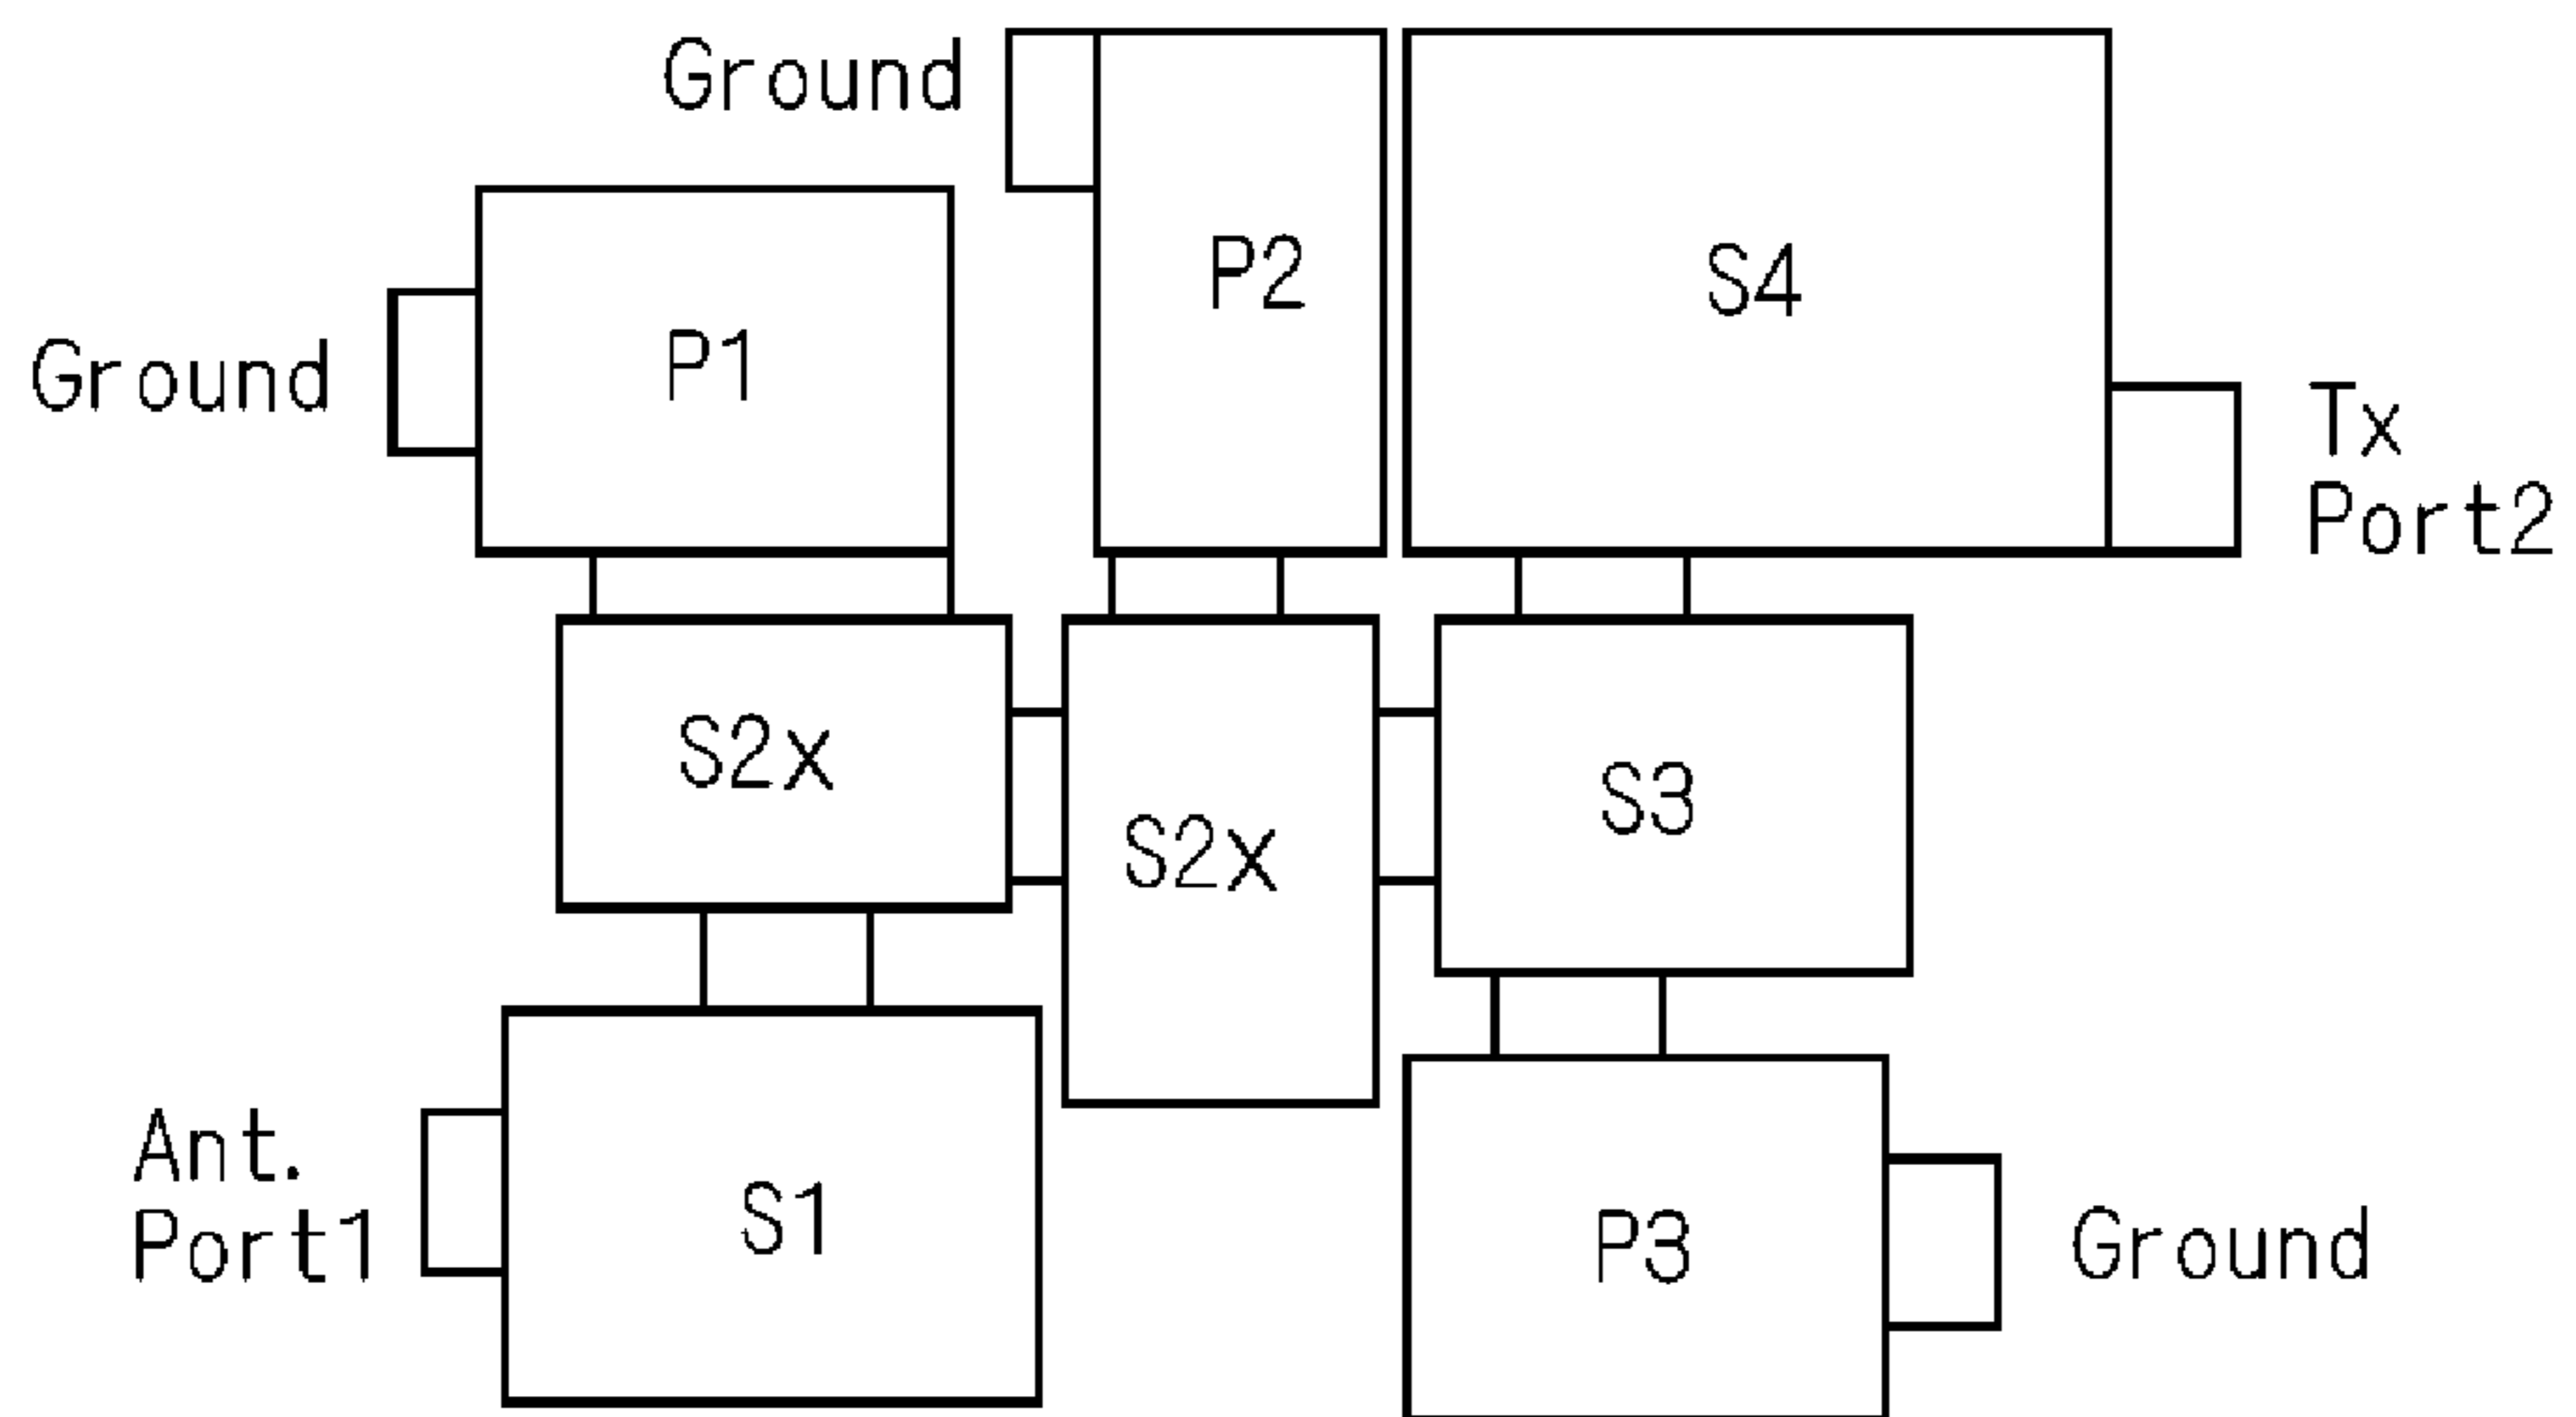 Ground
P2
S4
Ground
P1
Tx
Port2
S2x
S2x
S3
Ant.
Port1
S1
P3
Ground